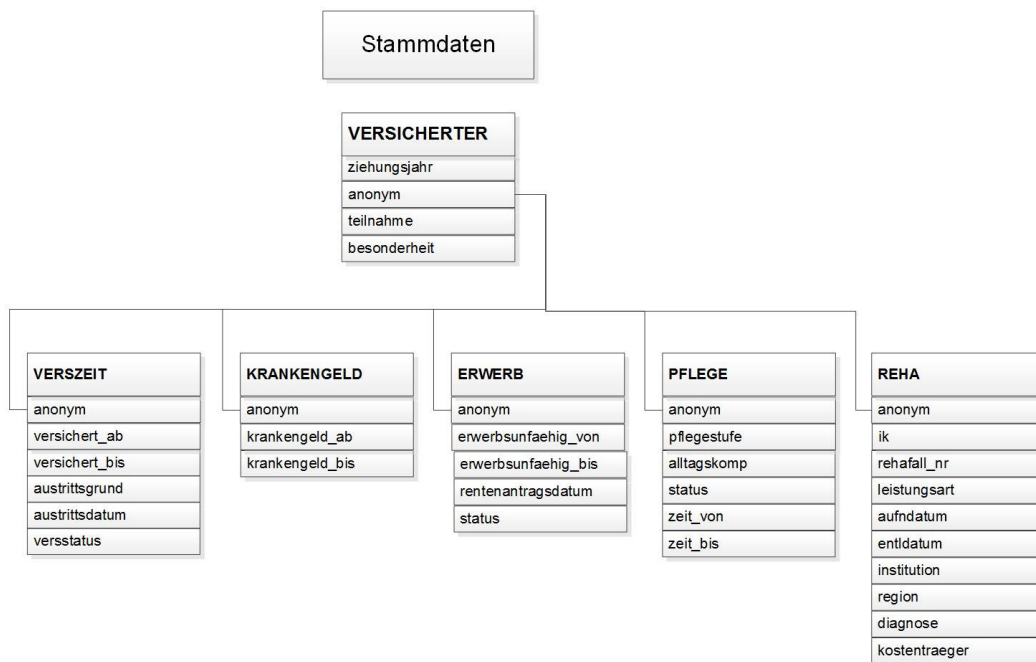 Stammdaten
VERSICHERTER
ziehungsjahr
anonym
teilnahme
besonderheit
VERSZEIT
anonym
versichert_ab
versichert_bis
austrittsgrund
austrittsdatum
versstatus
KRANKENGELD
anonym
krankengeld_ab
krankengeld_bis
ERWERB
anonym
erwerbsunfaehig_von
erwerbsunfaehig_bis
rentenantragsdatum
status
PFLEGE
anonym
pflegestufe
alltagskomp
status
zeit_von
zeit_bis
REHA
anonym
ik
rehafall_nr
leistungsart
aufndatum
entldatum
institution
region
diagnose
kostentraeger